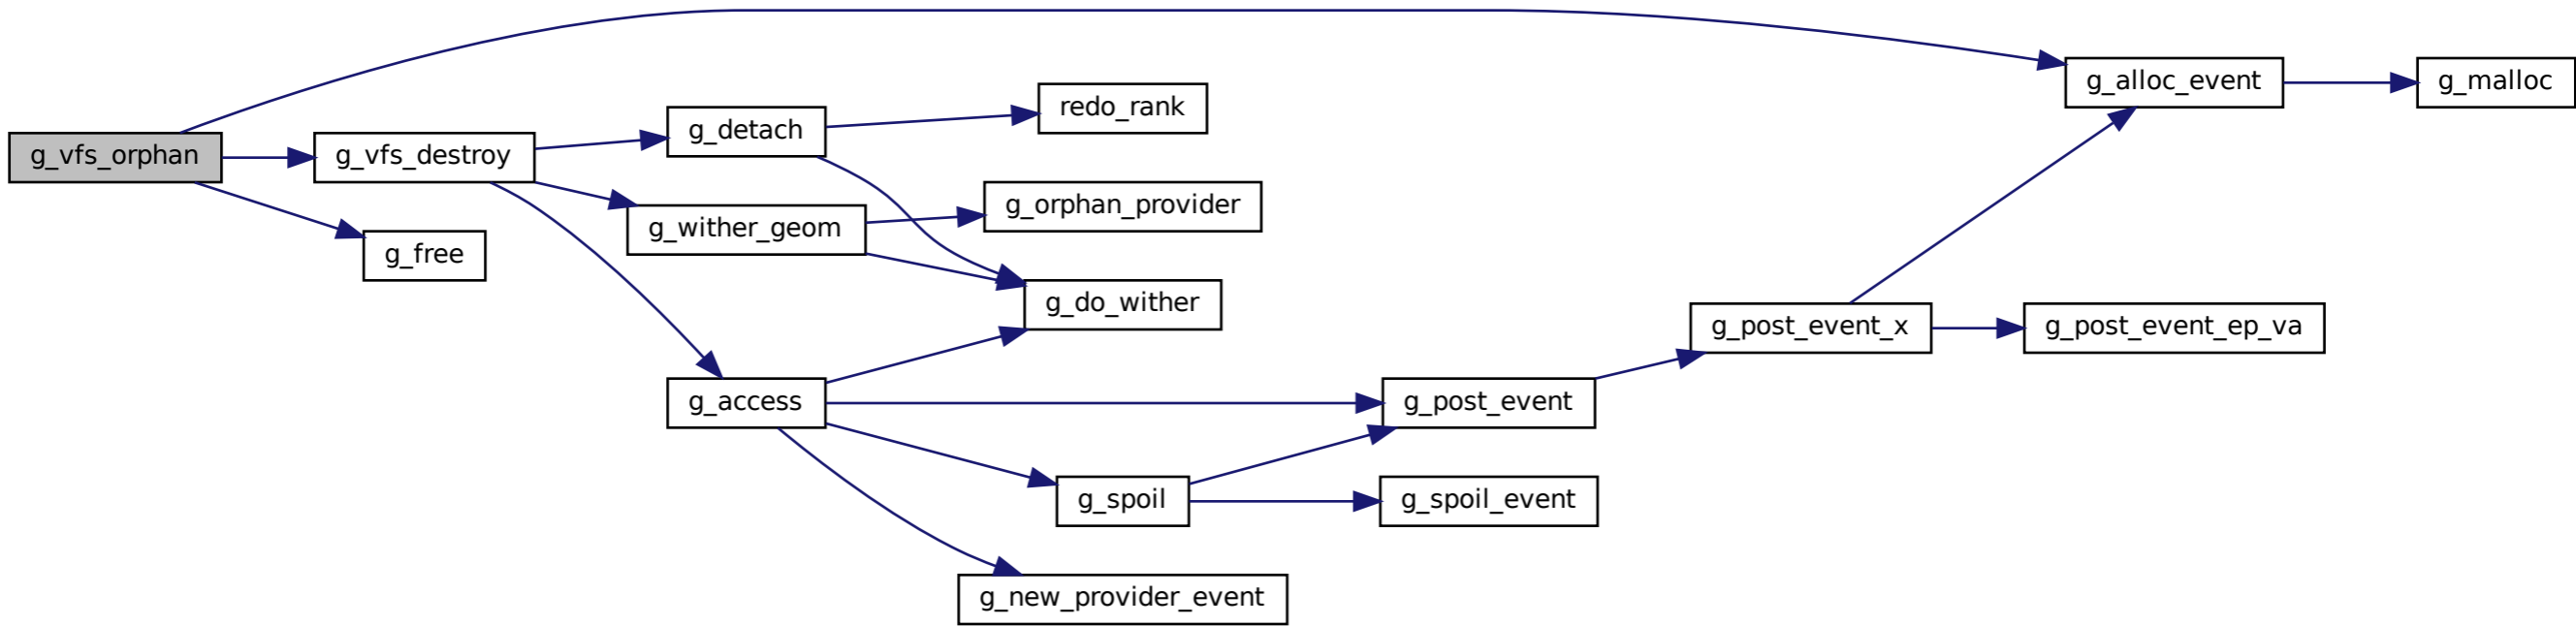 g_vfs_orphan
g_vfs_destroy
g_free
g_detach
g_wither_geom
g_access
redo_rank
g_orphan_provider
g_do_wither
g_spoil
g_new_provider_event
g_post_event
g_spoil_event
g_post_event_x
g_alloc_event
g_post_event_ep_va
g_malloc